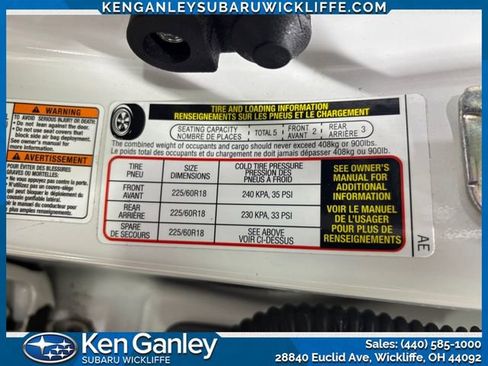 KENGANLEYSUBARUWICKLIFFE.COM
WARNING
TO AVOID SERIOUS INJURY OR DEATH:
• Do not lean against the door.
• Do not use seat covers that
block side air bag deployment.
See owner's manual for
more information.
AVERTISSEMENT
TIRE AND LOADING INFORMATION
RENSEIGNEMENTS SUR LES PNEUS ET LE CHARGEMENT
SEATING CAPACITY
NOMBRE DE PLACES
TOTAL 5
FRONT
AVANT 2
REAR
ARRIÈRE 3
The combined weight of occupants and cargo should never exceed 408kg or 900lbs.
Le poids total des occupants et du chargement ne doit jamais dépasser 408kg ou 900lb.
TIRE
PNEU
SIZE
DIMENSIONS
COLD TIRE PRESSURE
PRESSION DES
PNEUS À FROID
FRONT
AVANT
225/60R18
240 KPA, 35 PSI
REAR
ARRIÈRE
225/60R18
230 KPA, 33 PSI
SPARE
DE SECOURS
225/60R18
SEE ABOVE
VOIR CI-DESSUS
SEE OWNER'S
MANUAL FOR
ADDITIONAL
INFORMATION
VOIR LE MANUEL
DE L'USAGER
POUR PLUS DE
RENSEIGNEMENTS
AE
SUBARU
Ken Ganley
SUBARU WICKLIFFE
Sales: (440) 585-1000
28840 Euclid Ave, Wickliffe, OH 44092